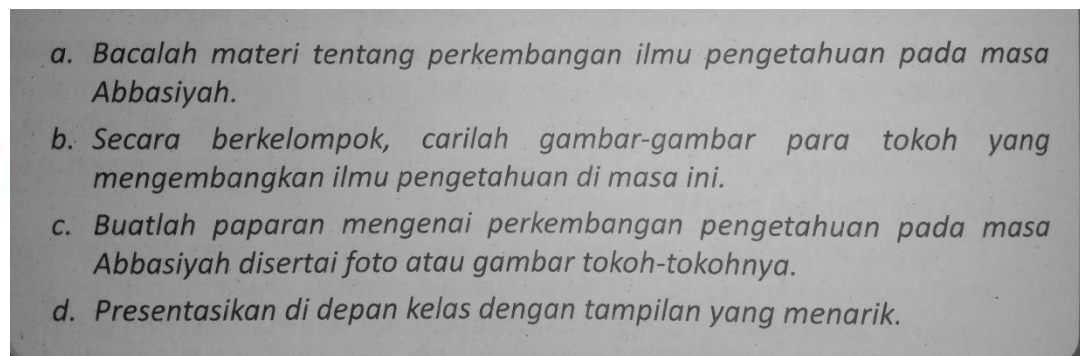 a. Bacalah materi tentang perkembangan ilmu pengetahuan pada masa
Abbasiyah.
b. Secara berkelompok, carilah gambar-gambar para tokoh yang
mengembangkan ilmu pengetahuan di masa ini.
c. Buatlah paparan mengenai perkembangan pengetahuan pada masa
Abbasiyah disertai foto atau gambar tokoh-tokohnya.
d. Presentasikan di depan kelas dengan tampilan yang menarik.